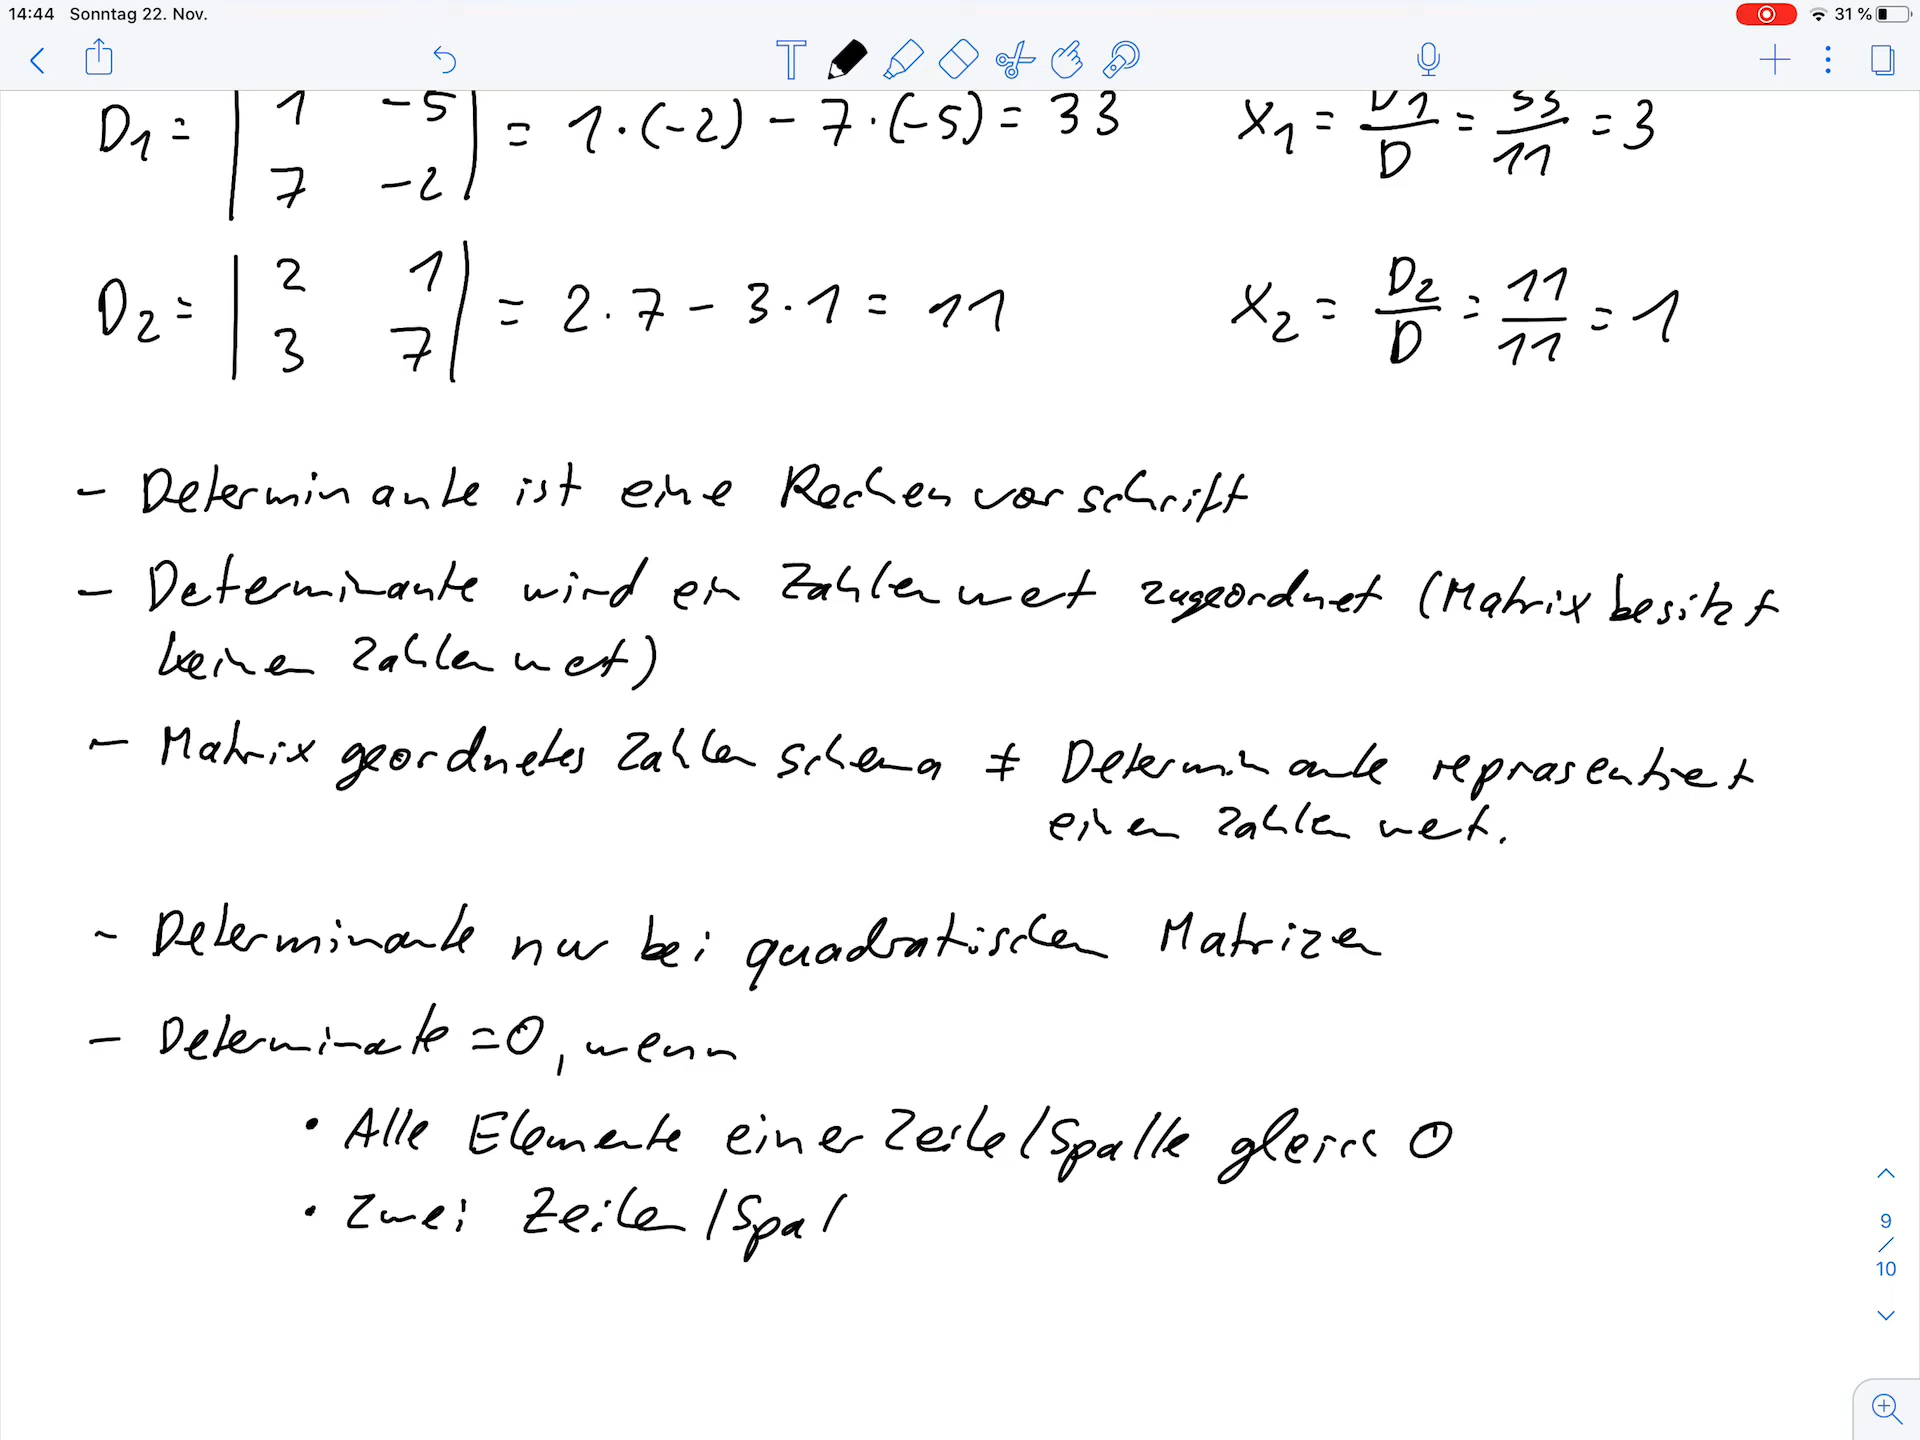 14:44 Sonntag 22. Nov. 31 %
D1 = | 1 -5 | = 1·(-2) - 7·(-5) = 33 X1 = D1/D = 33/11 = 3
| 7 -2 |
D2 = | 2 1 | = 2·7 - 3·1 = 11 X2 = D2/D = 11/11 = 1
| 3 7 |
- Determinante ist eine Rechenvorschrift
- Determinante wird ein Zahlenwert zugeordnet (Matrix besitzt
keinen Zahlenwert)
- Matrix geordnetes Zahlenschema ≠ Determinante repräsentiert
einen Zahlenwert.
- Determinante nur bei quadratischen Matrizen
- Determinate = 0, wenn
• Alle Elemente einer Zeile/Spalte gleich 0
• Zwei Zeilen/Spal
9
/
10